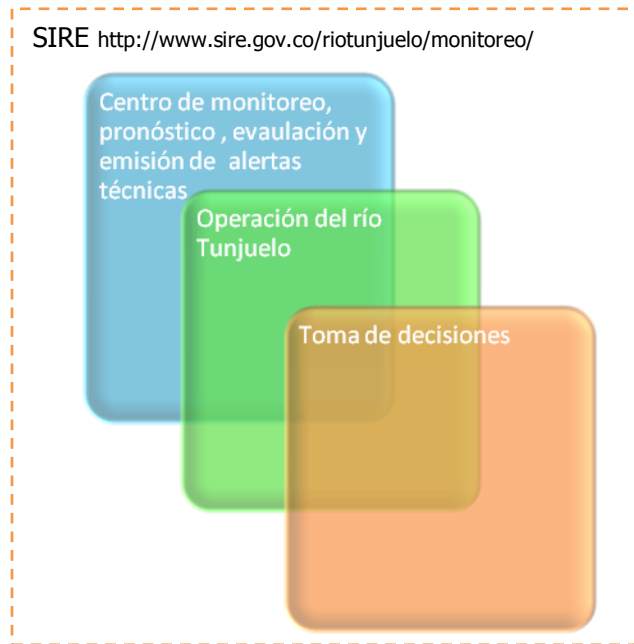 SIRE http://www.sire.gov.co/riotunjuelo/monitoreo/
Centro de monitoreo,
pronóstico , evaulación y
emisión de alertas
técnicas
Operación del río
Tunjuelo
Toma de decisiones